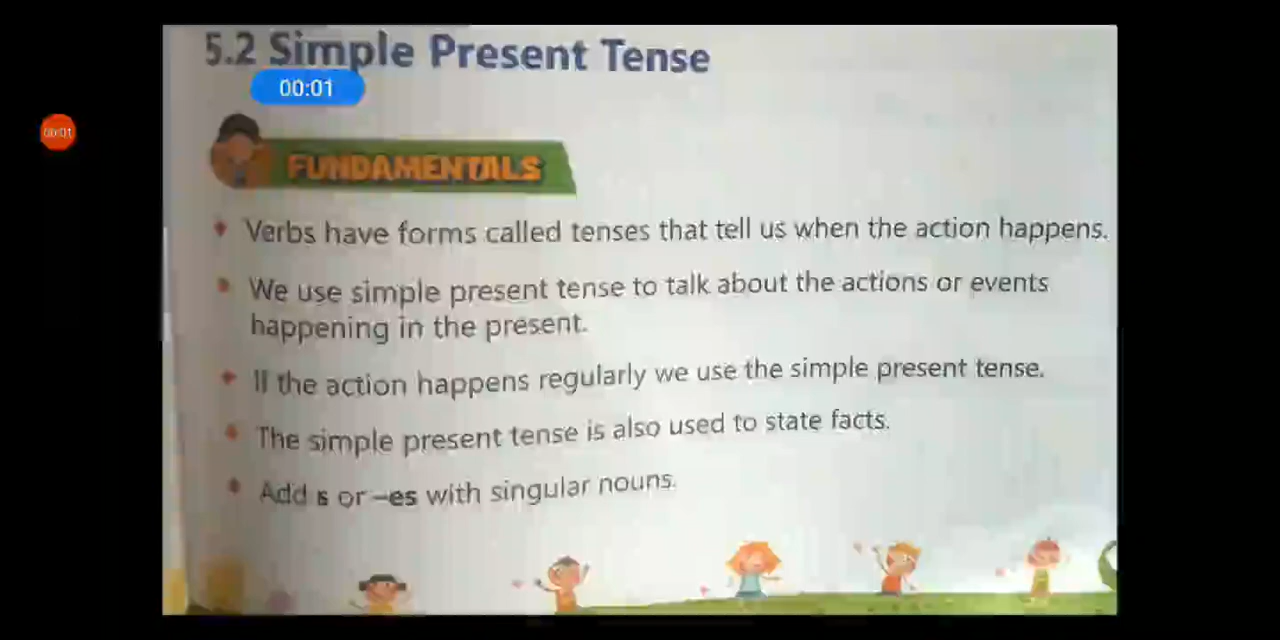 5.2 Simple Present Tense
00:01
00:01
FUNDAMENTALS
Verbs have forms called tenses that tell us when the action happens.
We use simple present tense to talk about the actions or events
happening in the present.
If the action happens regularly we use the simple present tense.
The simple present tense is also used to state facts.
Add s or –es with singular nouns.